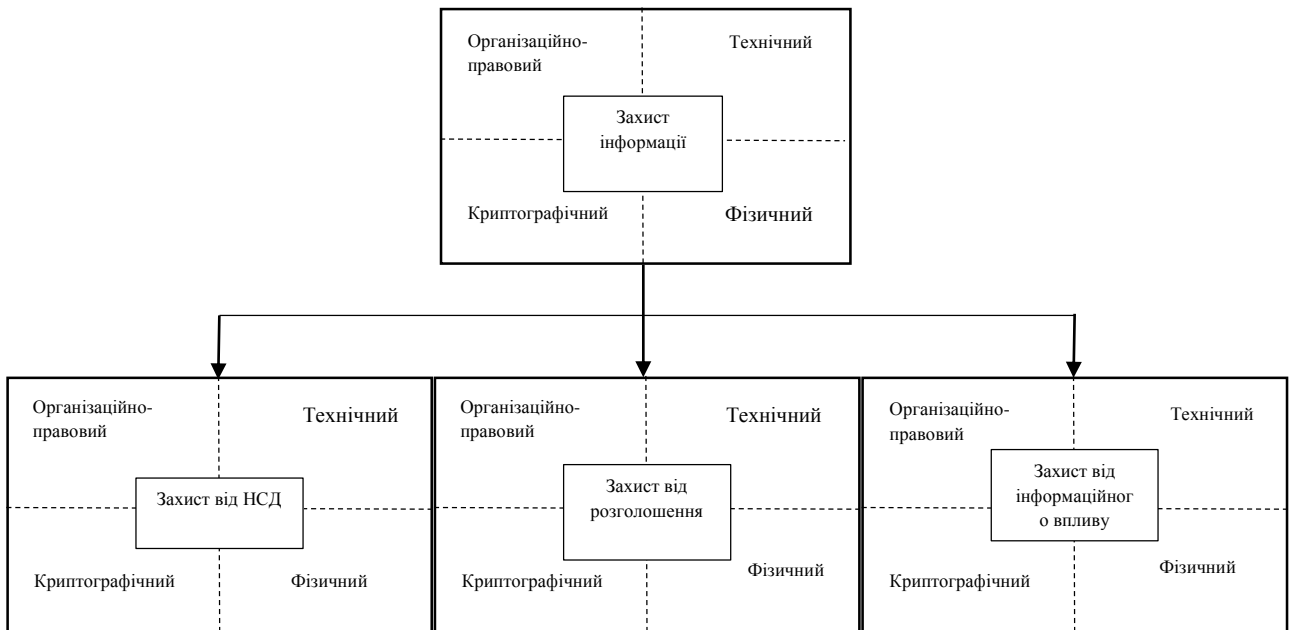 Організаційно-
правовий
Технічний
Захист
інформації
Криптографічний
Фізичний
Організаційно-
правовий
Технічний
Захист від НСД
Криптографічний
Фізичний
Організаційно-
правовий
Технічний
Захист від
розголошення
Криптографічний
Фізичний
Організаційно-
правовий
Технічний
Захист від
інформаційног
о впливу
Криптографічний
Фізичний